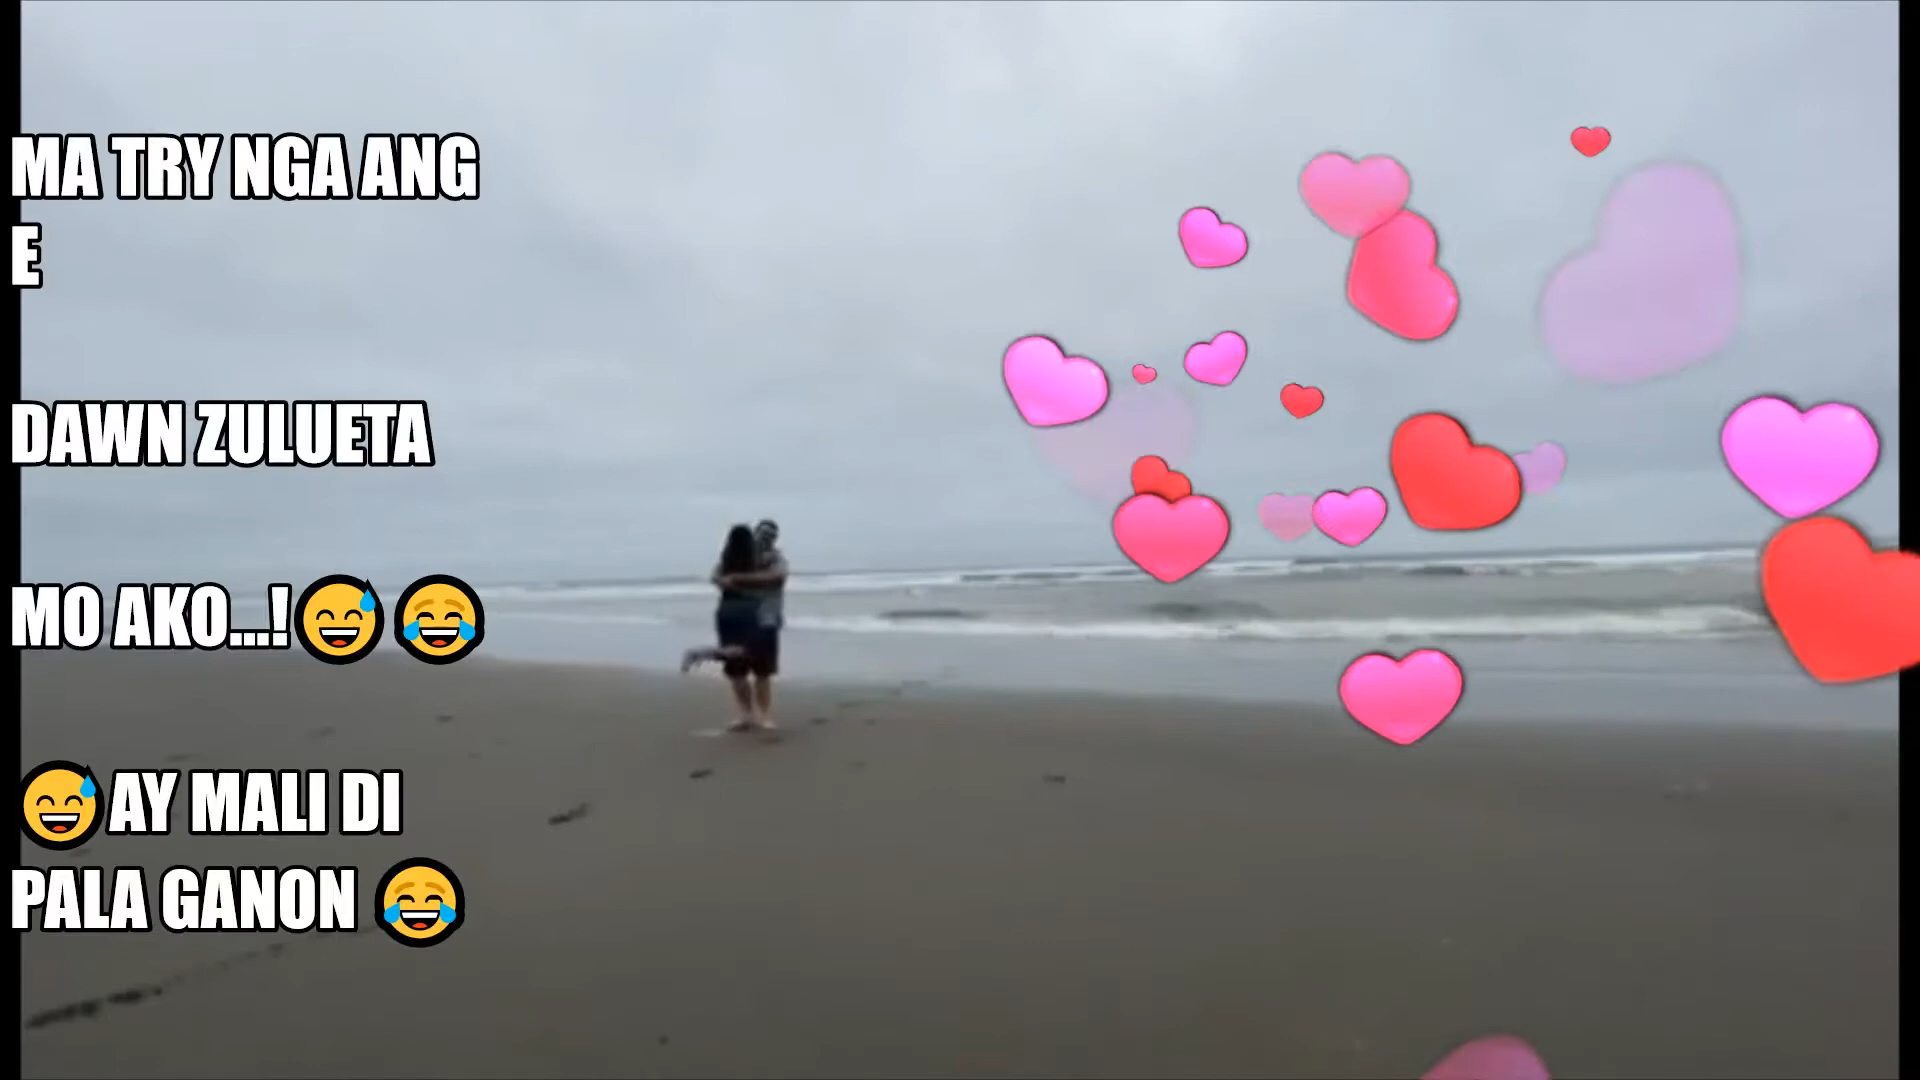 MA TRY NGA ANG
E
DAWN ZULUETA
MO AKO...!😅😂
😅AY MALI DI
PALA GANON 😂